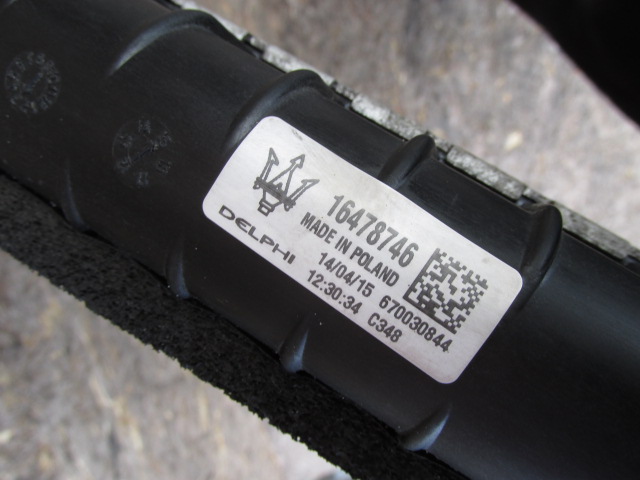 16478746
MADE IN POLAND
DELPHI
14/04/15 670030844
12:30:34 C348